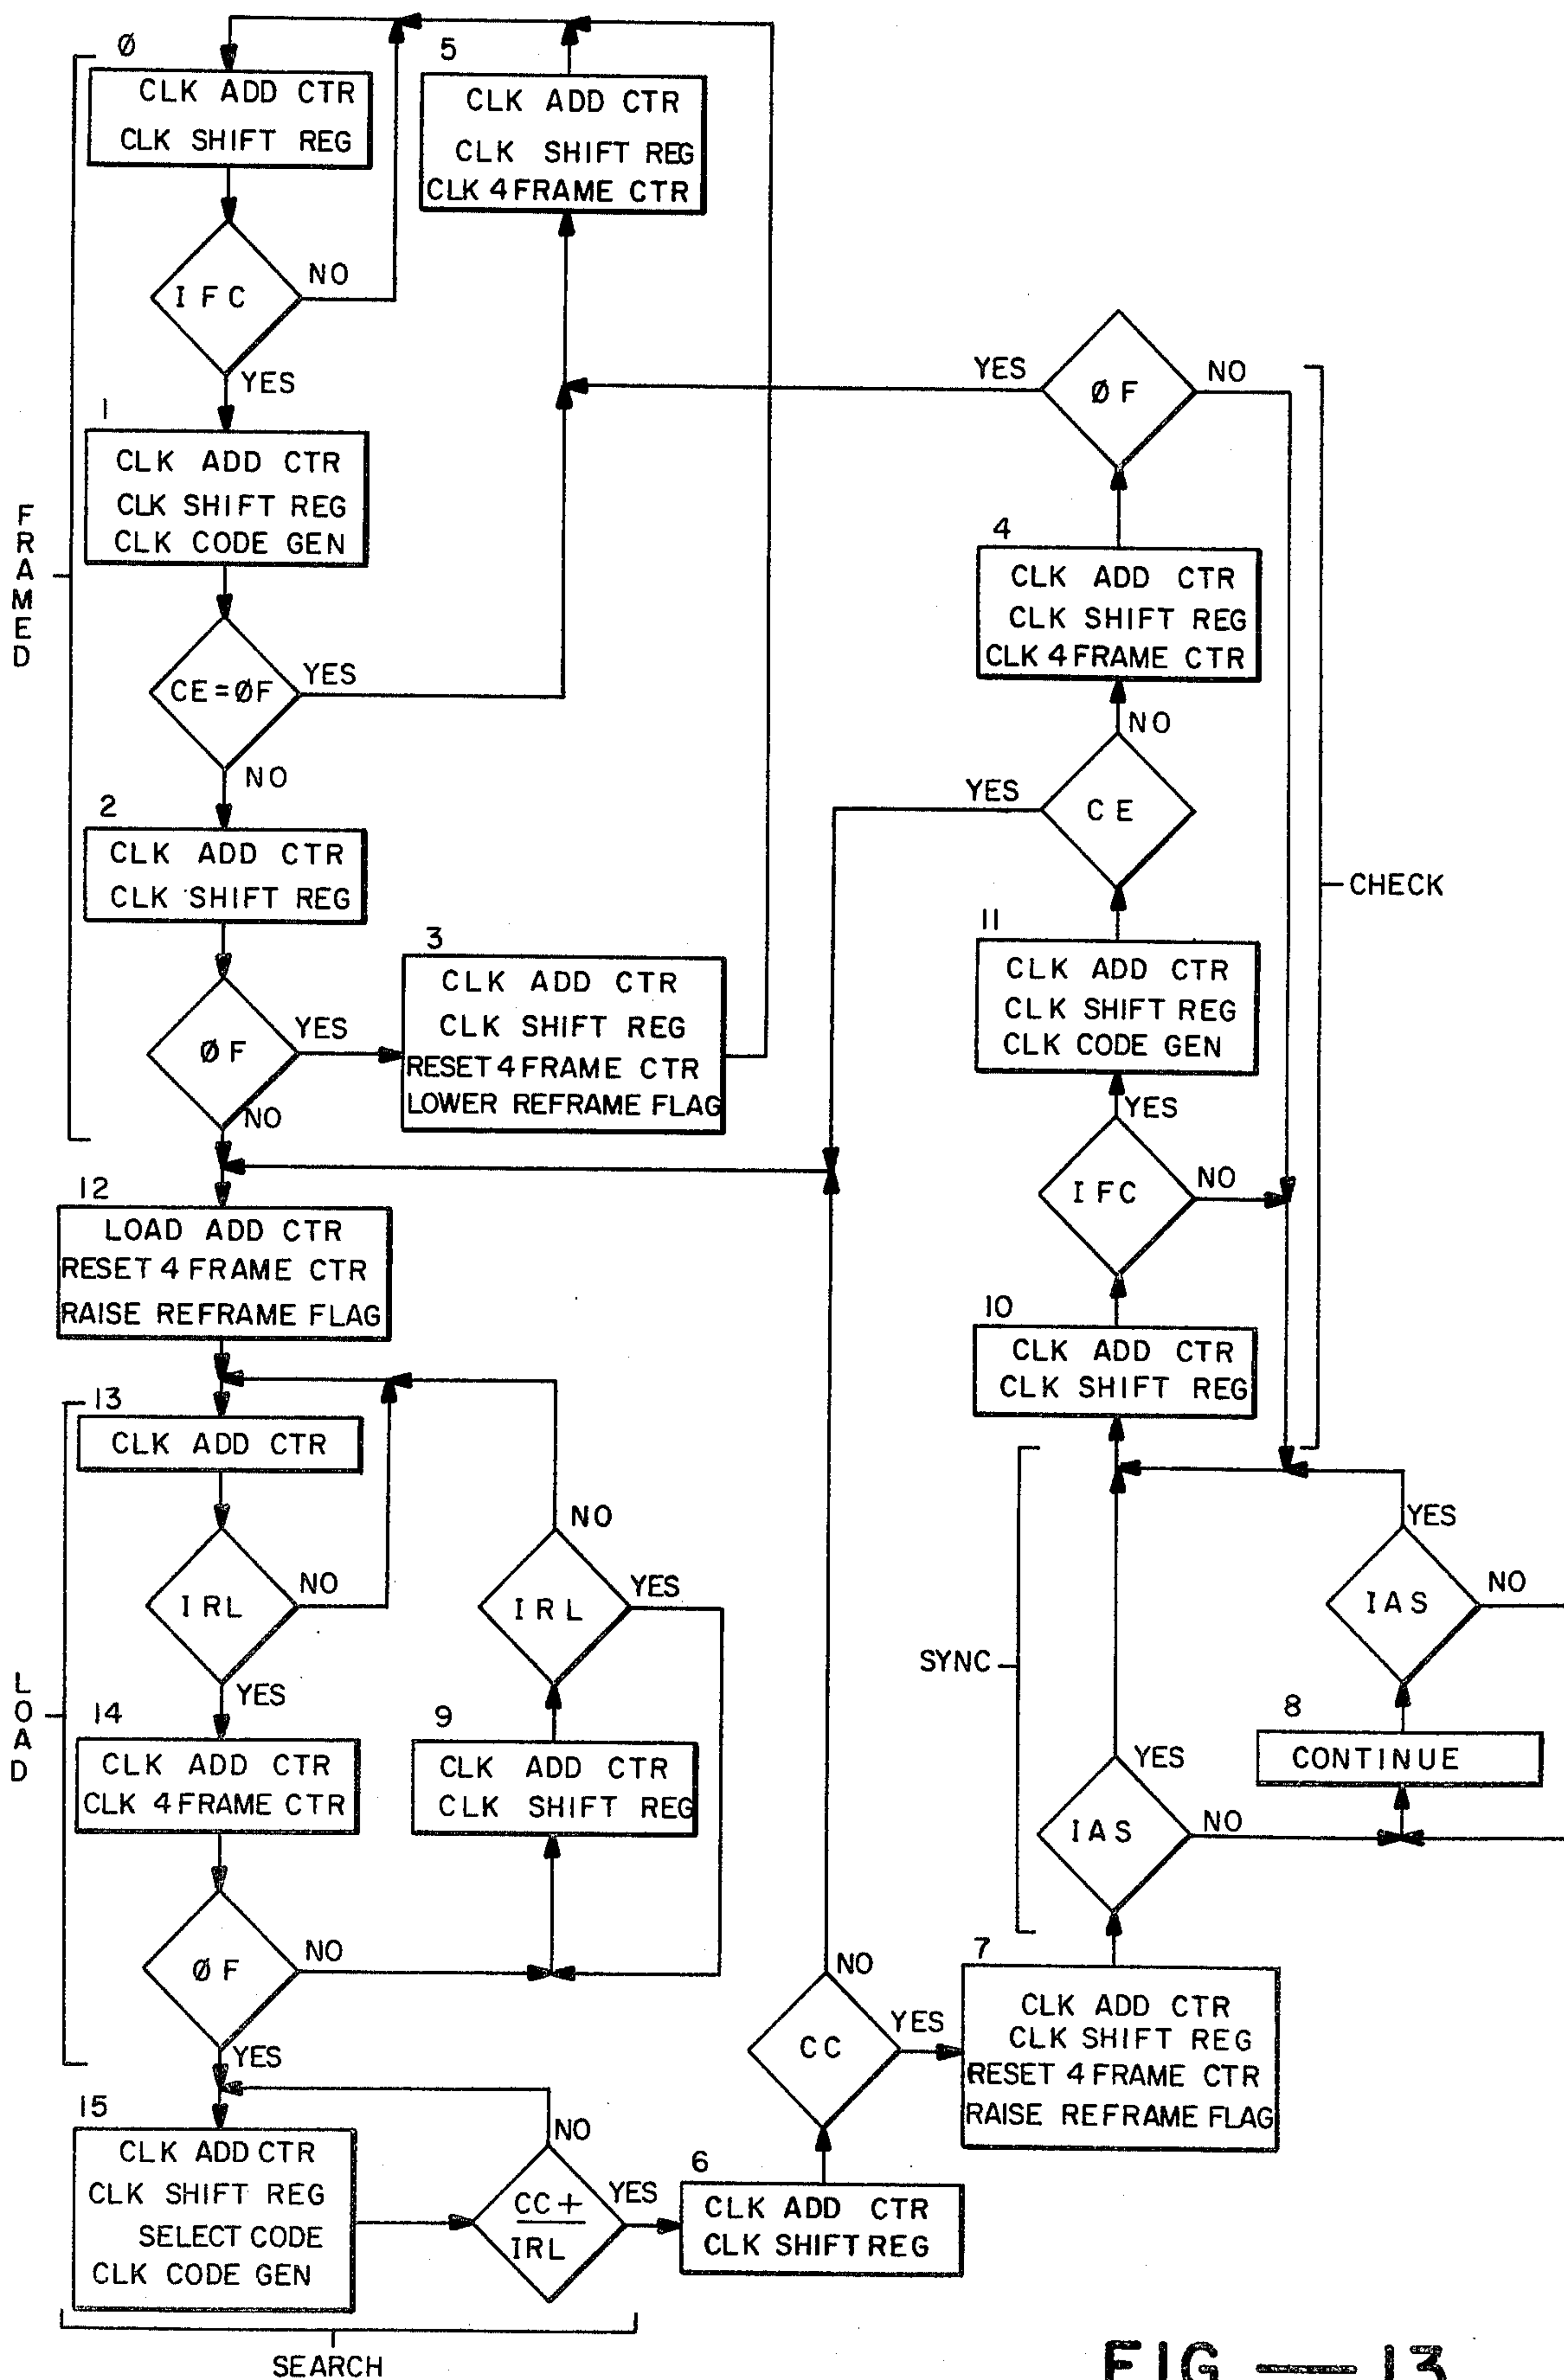 Ø
CLK ADD CTR
CLK SHIFT REG
5
CLK ADD CTR
CLK SHIFT REG
CLK 4 FRAME CTR
IFC
NO
YES
1
CLK ADD CTR
CLK SHIFT REG
CLK CODE GEN
FRAMED
CE=ØF
YES
NO
2
CLK ADD CTR
CLK SHIFT REG
ØF
YES
NO
3
CLK ADD CTR
CLK SHIFT REG
RESET 4 FRAME CTR
LOWER REFRAME FLAG
12
LOAD ADD CTR
RESET 4 FRAME CTR
RAISE REFRAME FLAG
13
CLK ADD CTR
IRL
NO
YES
LOAD
14
CLK ADD CTR
CLK 4 FRAME CTR
ØF
NO
YES
9
CLK ADD CTR
CLK SHIFT REG
IRL
NO
YES
15
CLK ADD CTR
CLK SHIFT REG
SELECT CODE
CLK CODE GEN
CC+
IRL
NO
YES
SEARCH
6
CLK ADD CTR
CLK SHIFT REG
CC
NO
YES
7
CLK ADD CTR
CLK SHIFT REG
RESET 4 FRAME CTR
RAISE REFRAME FLAG
IAS
YES
NO
SYNC
8
CONTINUE
IAS
YES
NO
10
CLK ADD CTR
CLK SHIFT REG
IFC
NO
YES
11
CLK ADD CTR
CLK SHIFT REG
CLK CODE GEN
CE
YES
NO
CHECK
4
CLK ADD CTR
CLK SHIFT REG
CLK 4 FRAME CTR
ØF
YES
NO
FIG — 13